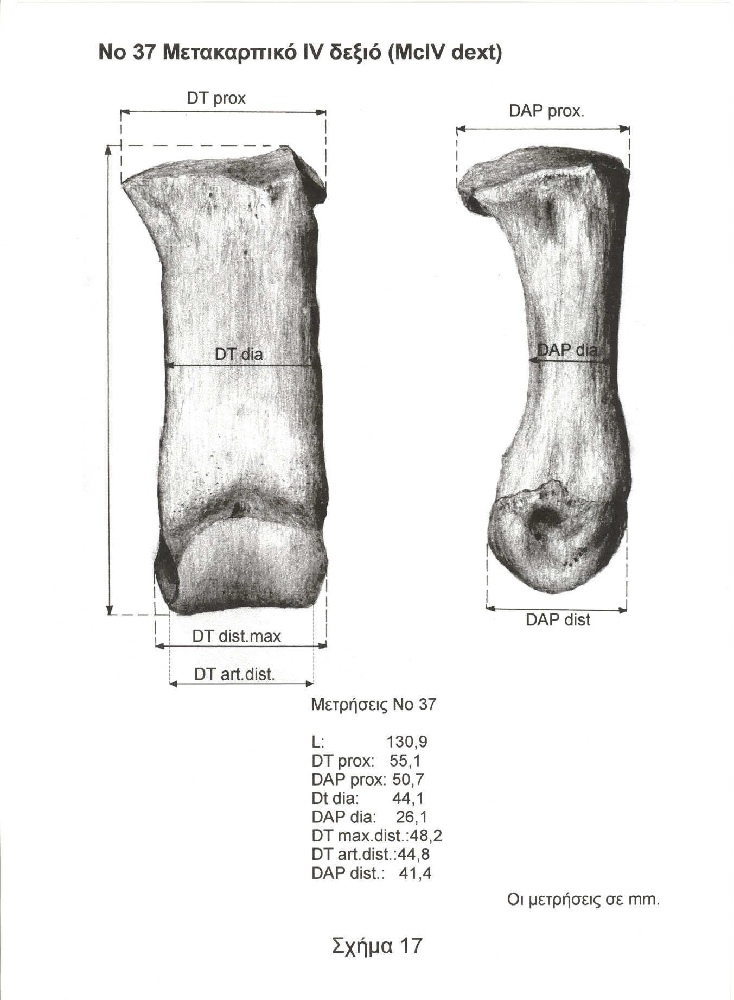 No 37 Μετακαρπικό IV δεξιό (McIV dext)
DT prox
DAP prox.
DT dia
DAP dia
DT dist.max
DAP dist
DT art.dist.
Μετρήσεις Νο 37
L: 130,9
DT prox: 55,1
DAP prox: 50,7
Dt dia: 44,1
DAP dia: 26,1
DT max.dist.:48,2
DT art.dist.:44,8
DAP dist.: 41,4
Οι μετρήσεις σε mm.
Σχήμα 17